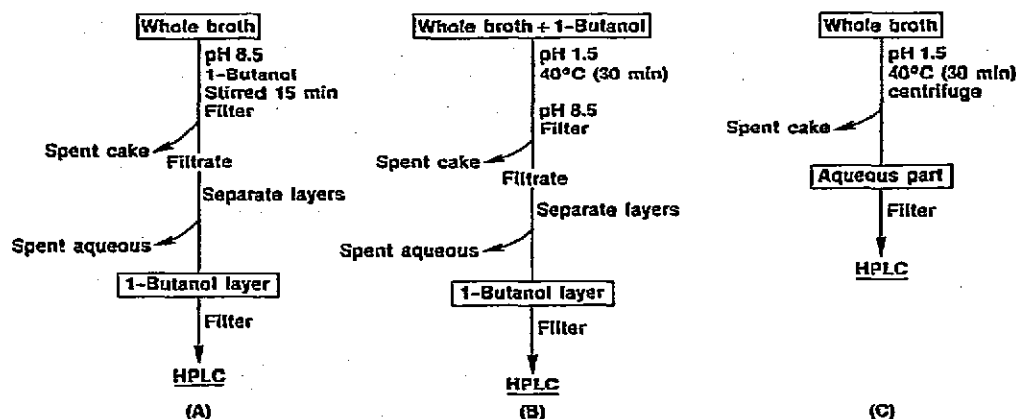 Whole broth
pH 8.5
1-Butanol
Stirred 15 min
Filter
Spent cake
Filtrate
Separate layers
Spent aqueous
1-Butanol layer
Filter
HPLC
(A)
Whole broth + 1-Butanol
pH 1.5
40°C (30 min)
pH 8.5
Filter
Spent cake
Filtrate
Separate layers
Spent aqueous
1-Butanol layer
Filter
HPLC
(B)
Whole broth
pH 1.5
40°C (30 min)
centrifuge
Spent cake
Aqueous part
Filter
HPLC
(C)